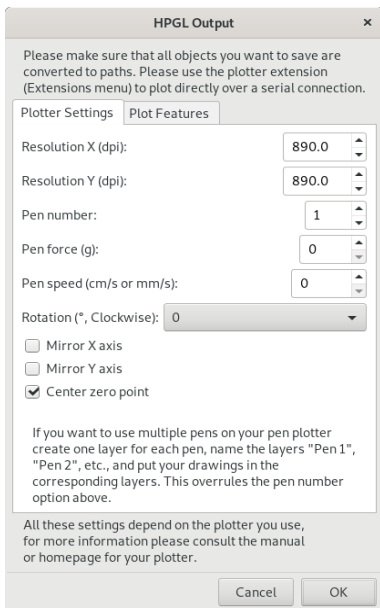 HPGL Output ×
Please make sure that all objects you want to save are
converted to paths. Please use the plotter extension
(Extensions menu) to plot directly over a serial connection.
Plotter Settings Plot Features
Resolution X (dpi): 890.0
Resolution Y (dpi): 890.0
Pen number: 1
Pen force (g): 0
Pen speed (cm/s or mm/s): 0
Rotation (°, Clockwise): 0
Mirror X axis
Mirror Y axis
Center zero point
If you want to use multiple pens on your pen plotter
create one layer for each pen, name the layers "Pen 1",
"Pen 2", etc., and put your drawings in the
corresponding layers. This overrules the pen number
option above.
All these settings depend on the plotter you use,
for more information please consult the manual
or homepage for your plotter.
Cancel OK